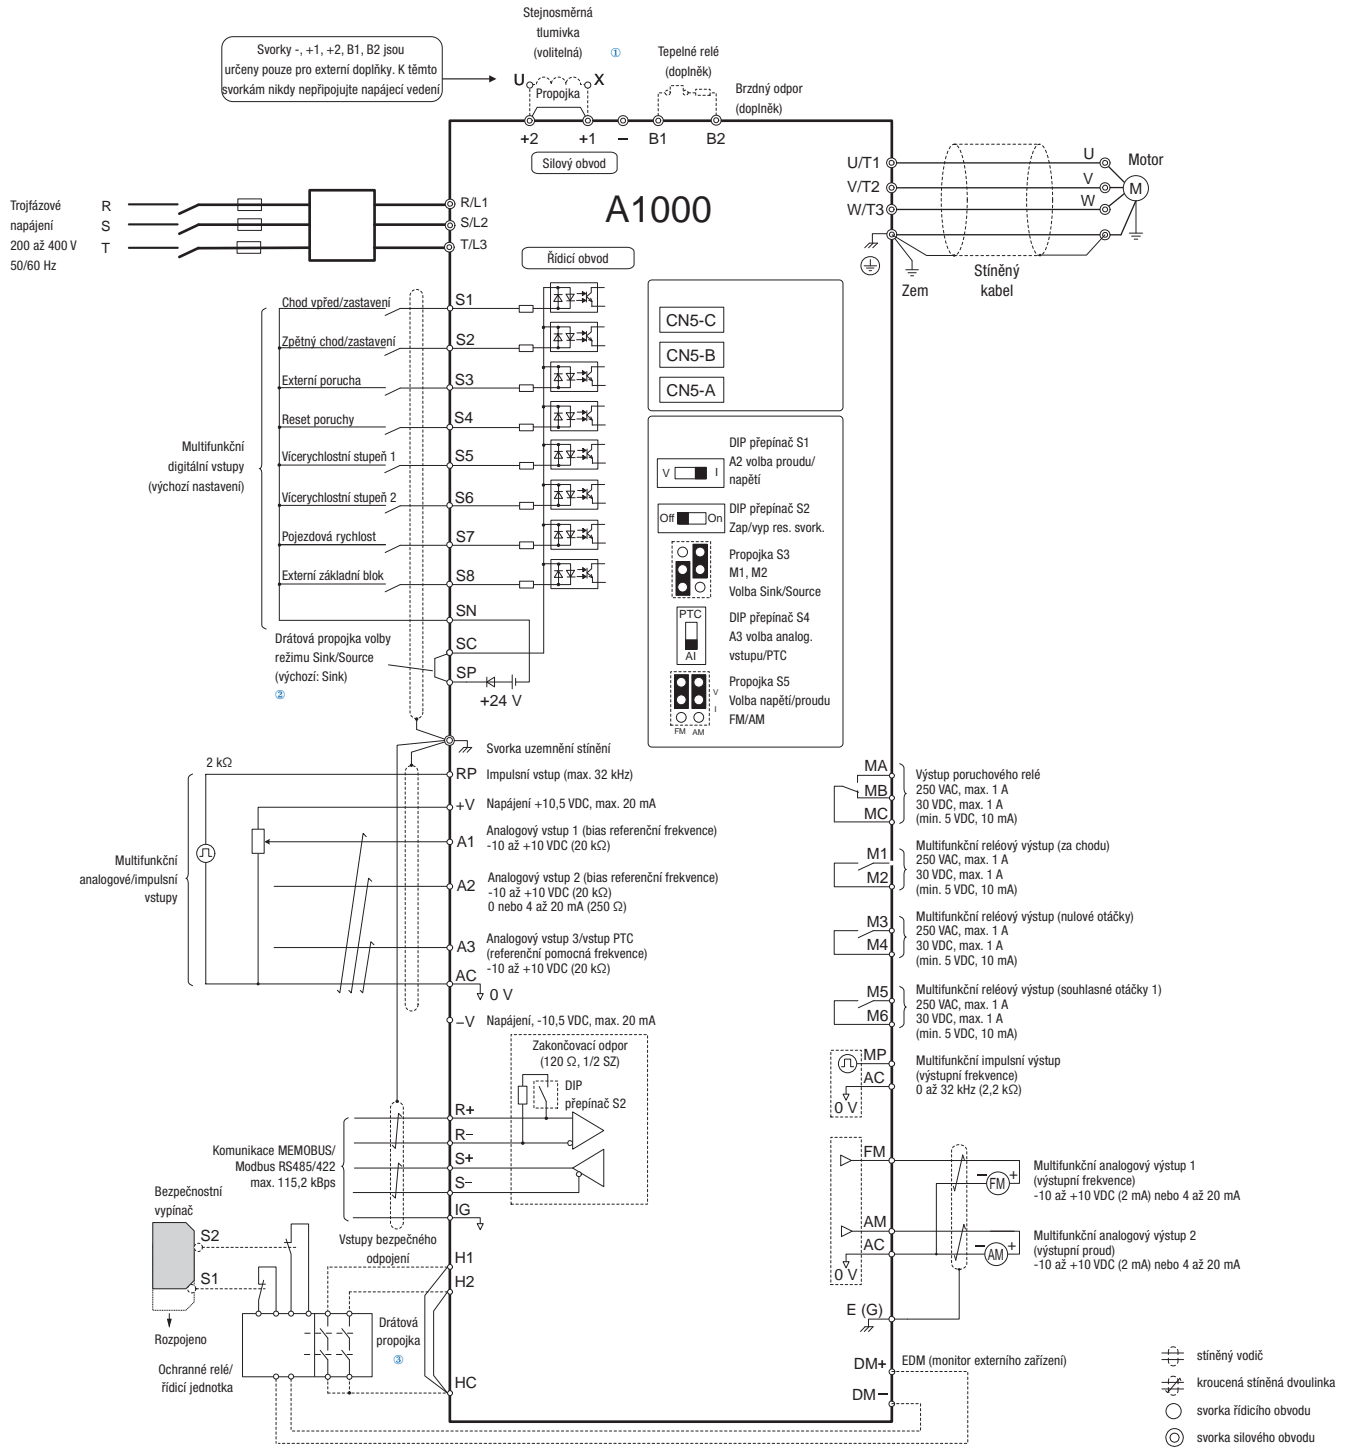 Stejnosměrná
tlumivka
(volitelná) ①
Svorky -, +1, +2, B1, B2 jsou
určeny pouze pro externí doplňky. K těmto
svorkám nikdy nepřipojujte napájecí vedení
U X
Propojka
Tepelné relé
(doplněk)
Brzdný odpor
(doplněk)
+2 +1 – B1 B2
Silový obvod
A1000
Trojfázové
napájení
200 až 400 V
50/60 Hz
R
S
T
R/L1
S/L2
T/L3
U/T1
V/T2
W/T3
U
V
W
Motor
M
Zem
Stíněný
kabel
Řídicí obvod
Multifunkční
digitální vstupy
(výchozí nastavení)
Chod vpřed/zastavení S1
Zpětný chod/zastavení S2
Externí porucha S3
Reset poruchy S4
Vícerychlostní stupeň 1 S5
Vícerychlostní stupeň 2 S6
Pojezdová rychlost S7
Externí základní blok S8
SN
SC
SP
+24 V
Drátová propojka volby
režimu Sink/Source
(výchozí: Sink)
②
CN5-C
CN5-B
CN5-A
V I
DIP přepínač S1
A2 volba proudu/
napětí
Off On
DIP přepínač S2
Zap/vyp res. svork.
Propojka S3
M1, M2
Volba Sink/Source
PTC
AI
DIP přepínač S4
A3 volba analog.
vstupu/PTC
V
I
FM AM
Propojka S5
Volba napětí/proudu
FM/AM
Svorka uzemnění stínění
Multifunkční
analogové/impulsní
vstupy
2 kΩ
RP Impulsní vstup (max. 32 kHz)
+V Napájení +10,5 VDC, max. 20 mA
A1 Analogový vstup 1 (bias referenční frekvence)
-10 až +10 VDC (20 kΩ)
A2 Analogový vstup 2 (bias referenční frekvence)
-10 až +10 VDC (20 kΩ)
0 nebo 4 až 20 mA (250 Ω)
A3 Analogový vstup 3/vstup PTC
(referenční pomocná frekvence)
-10 až +10 VDC (20 kΩ)
AC
0 V
–V Napájení, -10,5 VDC, max. 20 mA
Zakončovací odpor
(120 Ω, 1/2 SZ)
DIP
přepínač S2
Komunikace MEMOBUS/
Modbus RS485/422
max. 115,2 kBps
R+
R–
S+
S–
IG
MA
MB
MC
Výstup poruchového relé
250 VAC, max. 1 A
30 VDC, max. 1 A
(min. 5 VDC, 10 mA)
M1
M2
Multifunkční reléový výstup (za chodu)
250 VAC, max. 1 A
30 VDC, max. 1 A
(min. 5 VDC, 10 mA)
M3
M4
Multifunkční reléový výstup (nulové otáčky)
250 VAC, max. 1 A
30 VDC, max. 1 A
(min. 5 VDC, 10 mA)
M5
M6
Multifunkční reléový výstup (souhlasné otáčky 1)
250 VAC, max. 1 A
30 VDC, max. 1 A
(min. 5 VDC, 10 mA)
MP
AC
0 V
Multifunkční impulsní výstup
(výstupní frekvence)
0 až 32 kHz (2,2 kΩ)
FM
– FM +
Multifunkční analogový výstup 1
(výstupní frekvence)
-10 až +10 VDC (2 mA) nebo 4 až 20 mA
AM
AC
0 V
– AM +
Multifunkční analogový výstup 2
(výstupní proud)
-10 až +10 VDC (2 mA) nebo 4 až 20 mA
E (G)
DM+
DM–
EDM (monitor externího zařízení)
Bezpečnostní
vypínač
S2
S1
Rozpojeno
Ochranné relé/
řídicí jednotka
Vstupy bezpečného
odpojení
H1
H2
Drátová
propojka
③
HC
stíněný vodič
kroucená stíněná dvoulinka
svorka řídicího obvodu
svorka silového obvodu